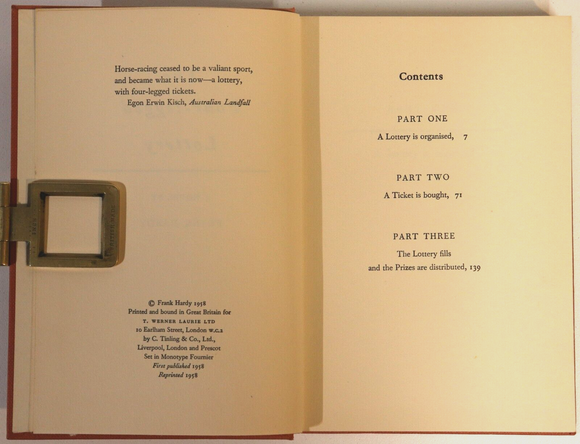 Horse-racing ceased to be a valiant sport,
and became what it is now—a lottery,
with four-legged tickets.
Egon Erwin Kisch, Australian Landfall
© Frank Hardy 1958
Printed and bound in Great Britain for
T. WERNER LAURIE LTD
10 Earlham Street, London W.C.2
by C. Tinling & Co., Ltd.,
Liverpool, London and Prescot
Set in Monotype Fournier
First published 1958
Reprinted 1958
Contents
PART ONE
A Lottery is organised, 7
PART TWO
A Ticket is bought, 71
PART THREE
The Lottery fills
and the Prizes are distributed, 139